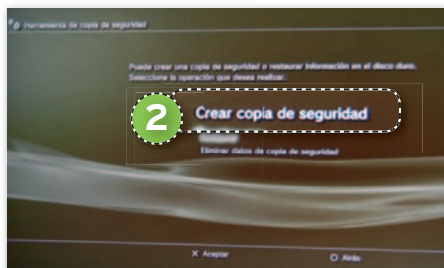 Herramienta de copia de seguridad
Puede crear una copia de seguridad o restaurar información en el disco duro.
Seleccione la operación que desea realizar.
2
Crear copia de seguridad
Eliminar datos de copia de seguridad
X Aceptar
O Atrás